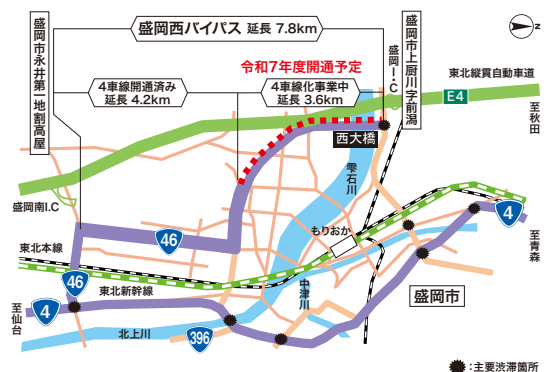 盛岡西バイパス 延長 7.8km
盛岡市永井第一地割高屋
盛岡市上厨川字前潟
盛岡I・C
令和7年度開通予定
4車線開通済み
延長 4.2km
4車線化事業中
延長 3.6km
東北縦貫自動車道
E4
至秋田
西大橋
雫石川
盛岡南I.C
もりおか
4
至青森
46
東北本線
46
東北新幹線
中津川
盛岡市
4
至仙台
北上川
396
:主要渋滞箇所